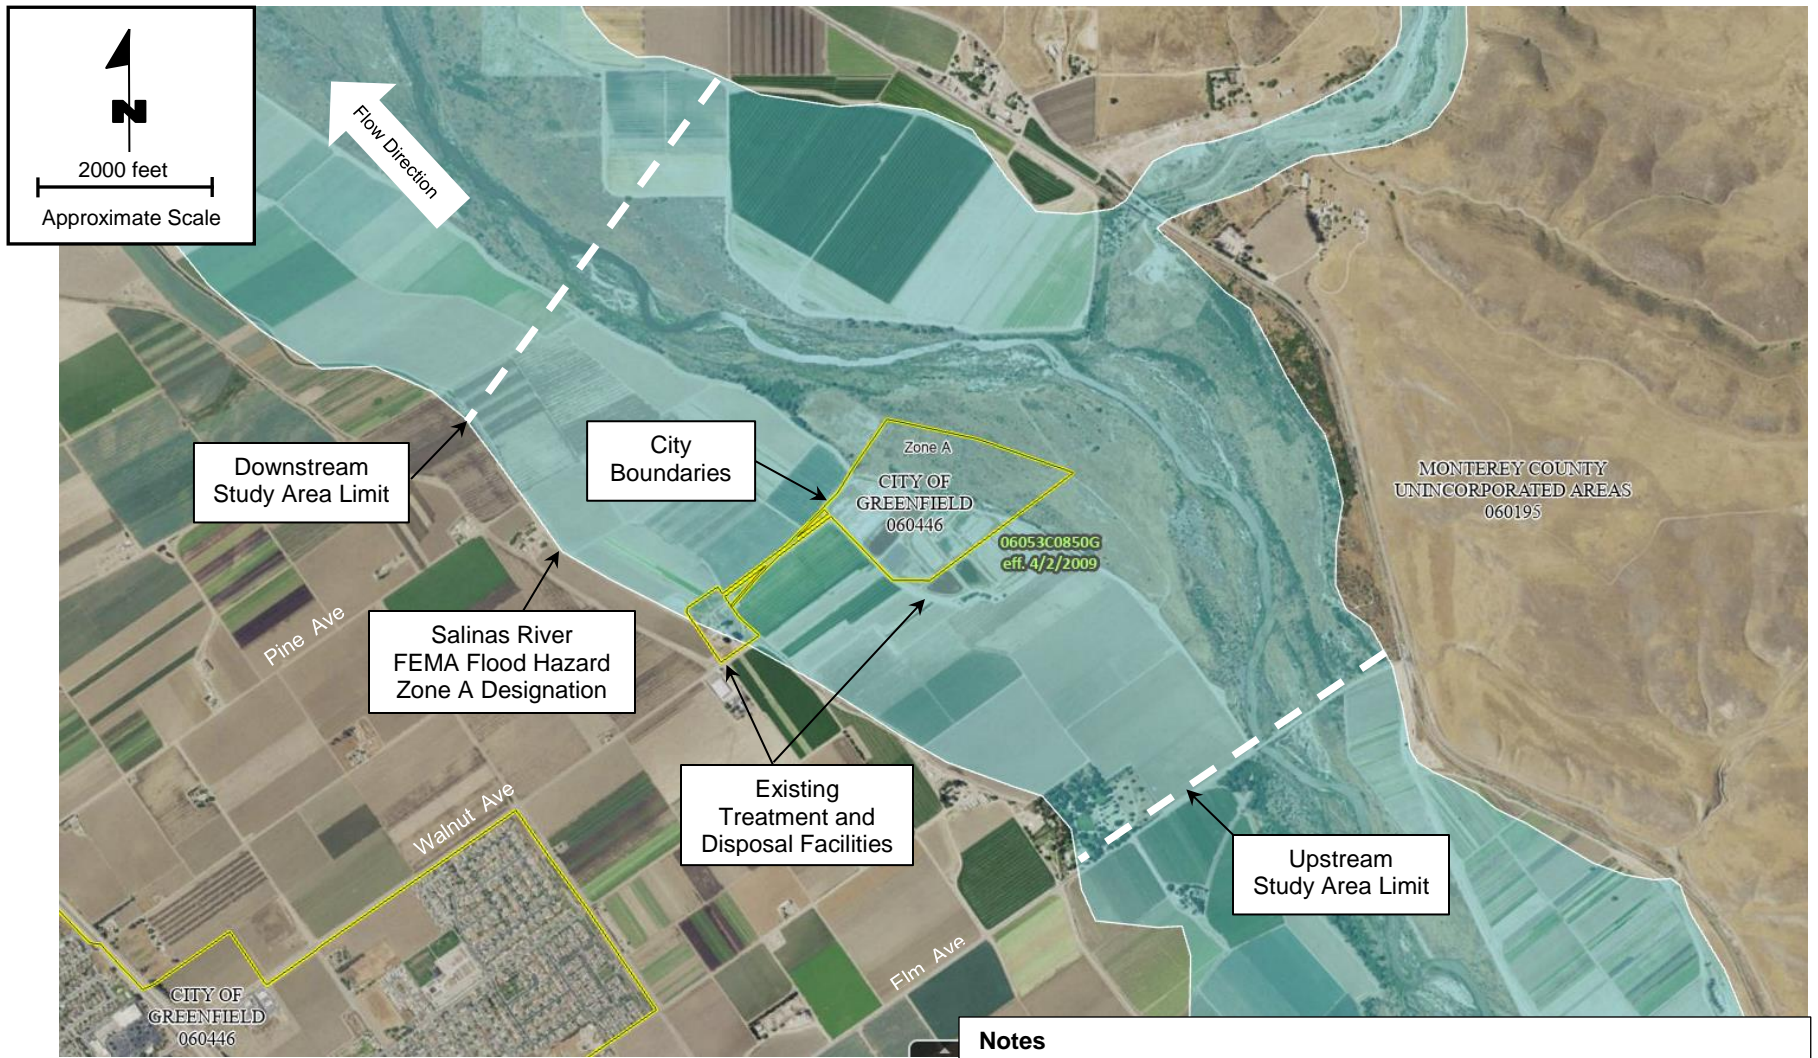 N
2000 feet
Approximate Scale
Flow Direction
Downstream
Study Area Limit
City
Boundaries
Zone A
CITY OF
GREENFIELD
060446
06053C0850G
eff. 4/2/2009
MONTEREY COUNTY
UNINCORPORATED AREAS
060195
Salinas River
FEMA Flood Hazard
Zone A Designation
Pine Ave
Existing
Treatment and
Disposal Facilities
Walnut Ave
Upstream
Study Area Limit
Elm Ave
CITY OF
GREENFIELD
060446
Notes